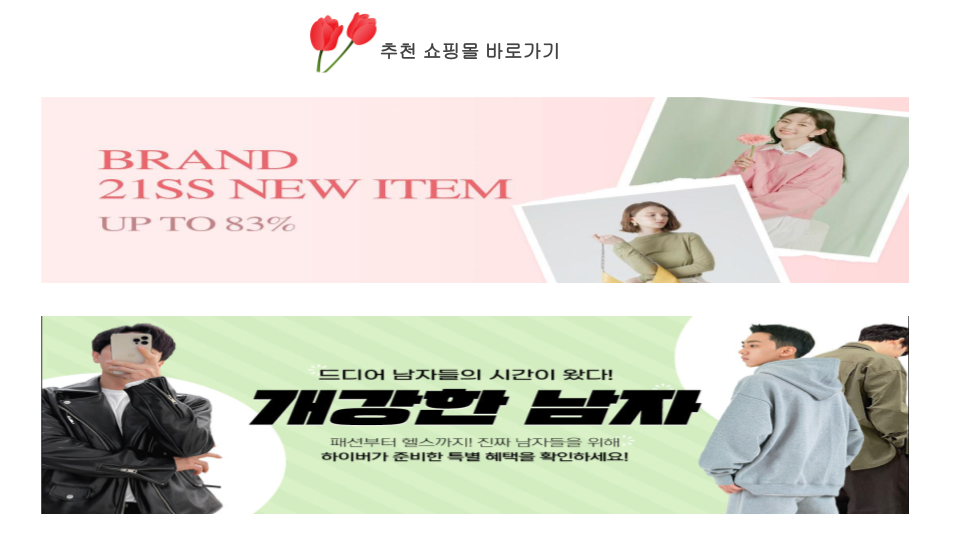 추천 쇼핑몰 바로가기
BRAND
21SS NEW ITEM
UP TO 83%
드디어 남자들의 시간이 왔다!
개강한 남자
패션부터 헬스까지! 진짜 남자들을 위해
하이버가 준비한 특별 혜택을 확인하세요!